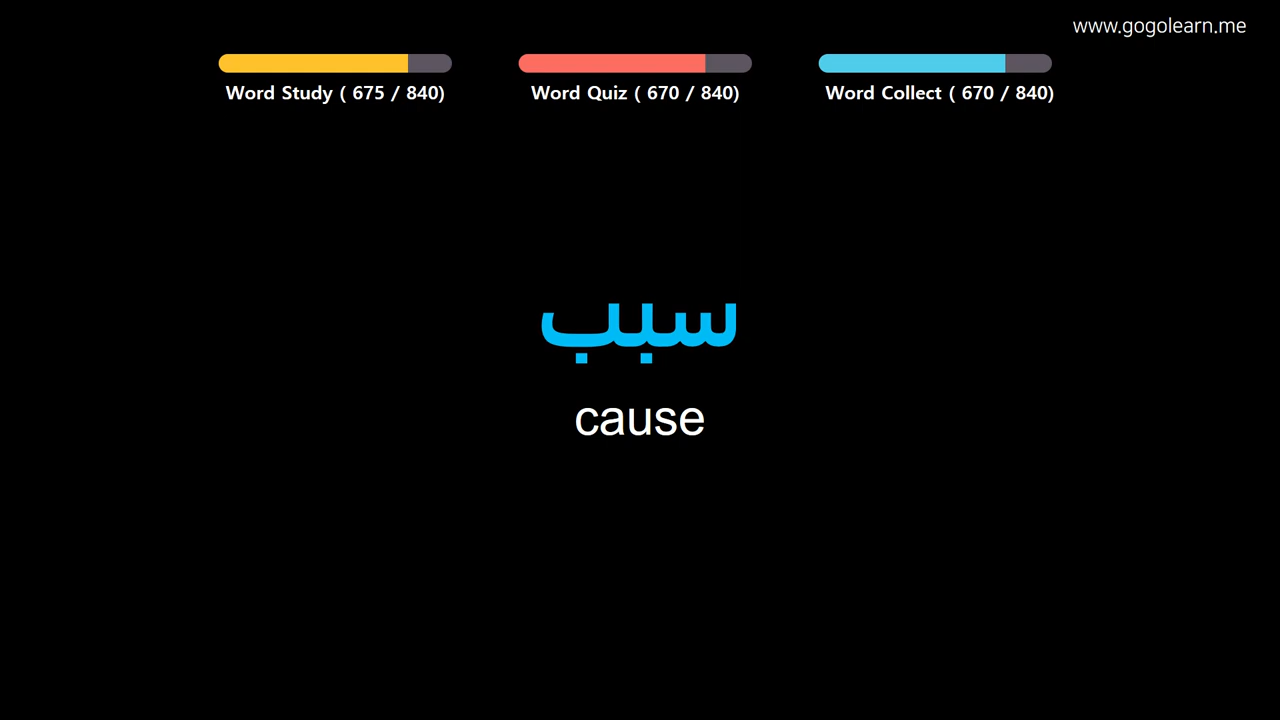 www.gogolearn.me
Word Study ( 675 / 840)
Word Quiz ( 670 / 840)
Word Collect ( 670 / 840)
سبب
cause